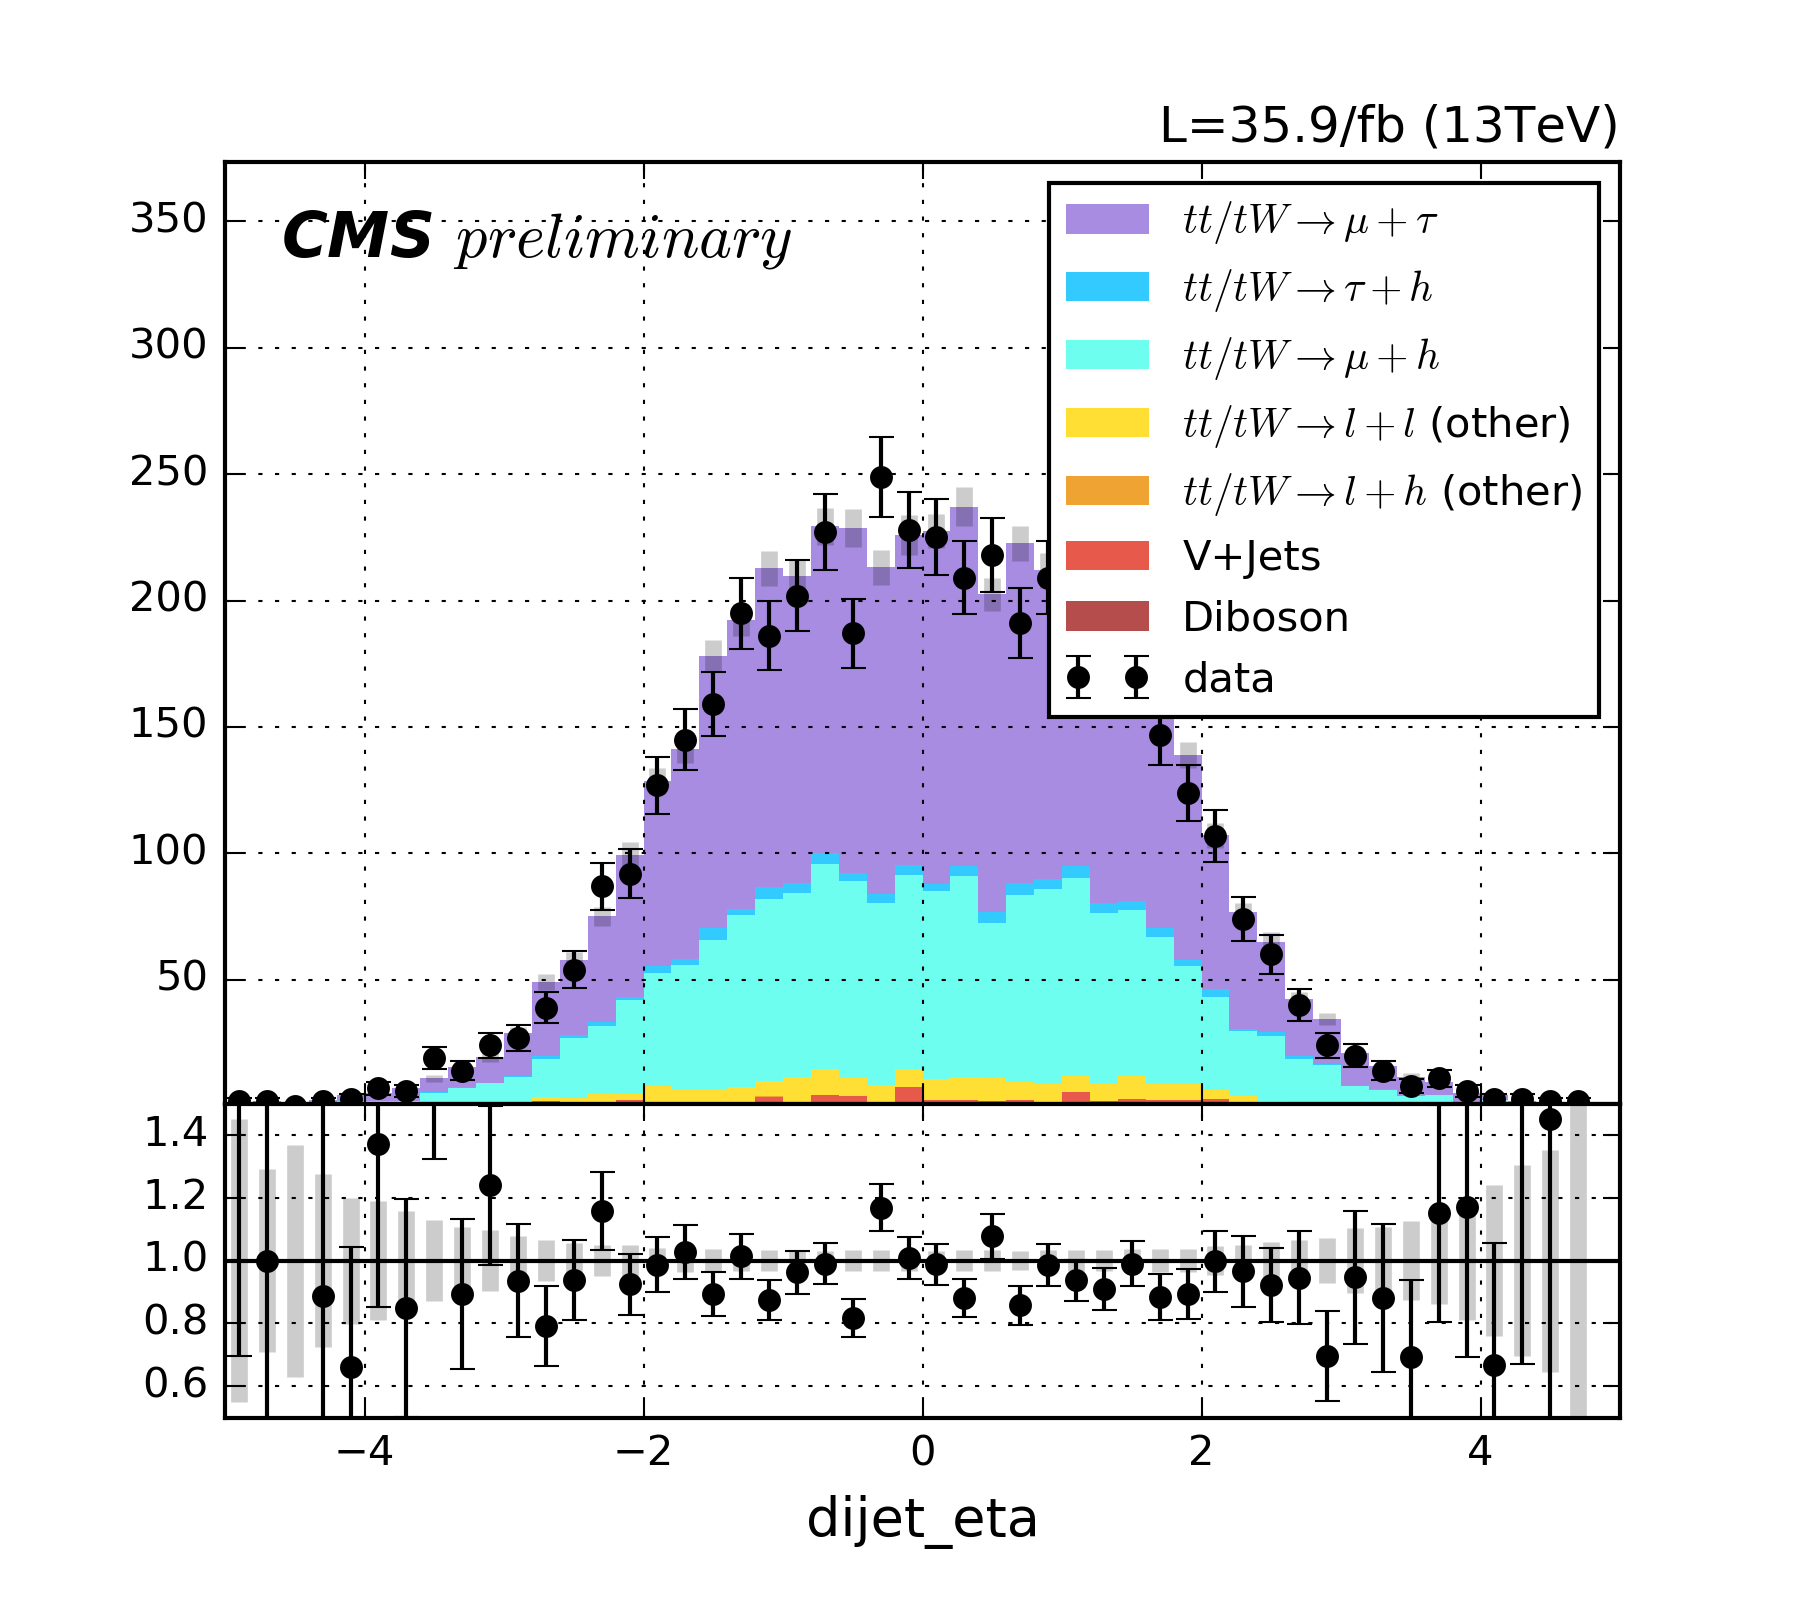 L=35.9/fb (13TeV)
CMS preliminary
350
300
250
200
150
100
50
tt/tW→μ+τ
tt/tW→τ+h
tt/tW→μ+h
tt/tW→l+l (other)
tt/tW→l+h (other)
V+Jets
Diboson
data
1.4
1.2
1.0
0.8
0.6
−4 −2 0 2 4
dijet_eta